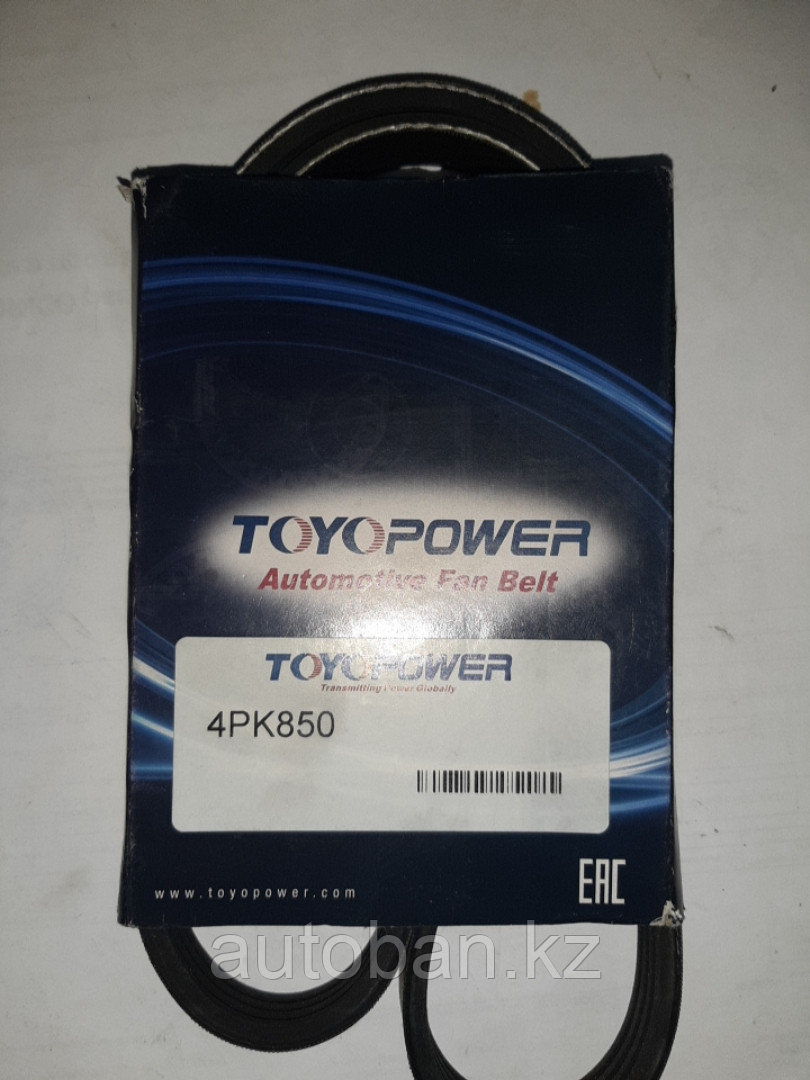 TOYOPOWER
Automotive Fan Belt
TOYOPOWER
Transmitting Power Globally
4PK850
www.toyopower.com
EAC
autoban.kz